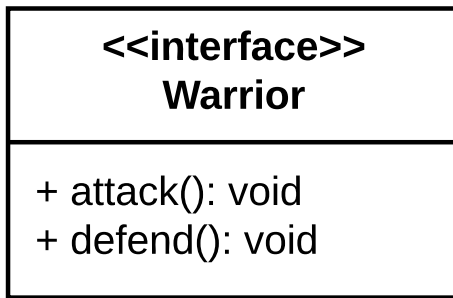 <<interface>>
Warrior
+ attack(): void
+ defend(): void